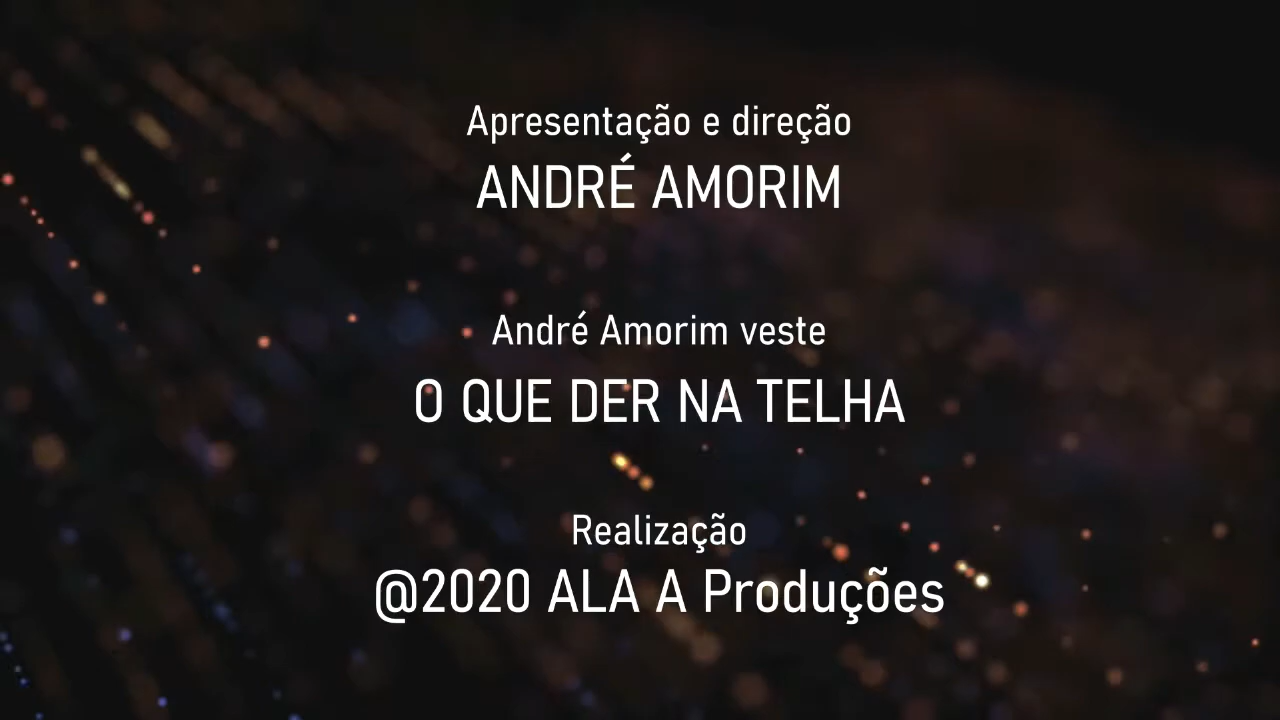 Apresentação e direção
ANDRÉ AMORIM
André Amorim veste
O QUE DER NA TELHA
Realização
@2020 ALA A Produções